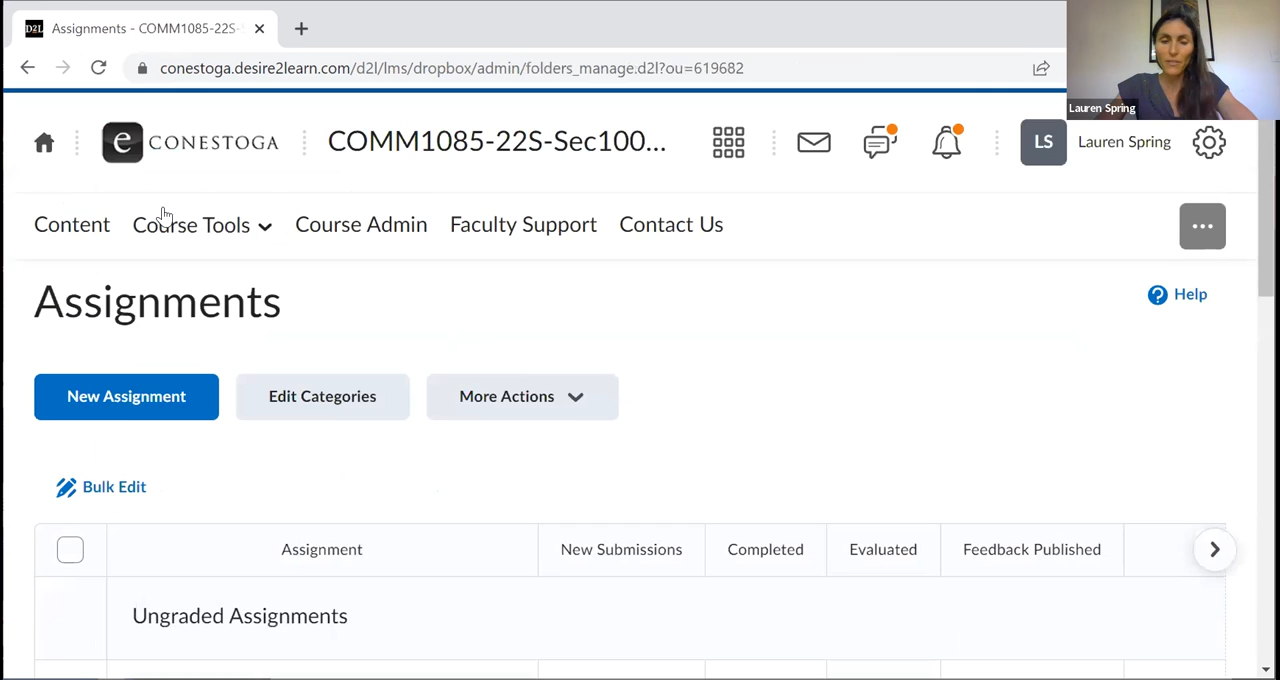 D2L Assignments - COMM1085-22S-
conestoga.desire2learn.com/d2l/lms/dropbox/admin/folders_manage.d2l?ou=619682
Lauren Spring
e CONESTOGA COMM1085-22S-Sec100... LS Lauren Spring
Content Course Tools Course Admin Faculty Support Contact Us ...
Assignments
? Help
New Assignment Edit Categories More Actions
Bulk Edit
Assignment New Submissions Completed Evaluated Feedback Published
Ungraded Assignments